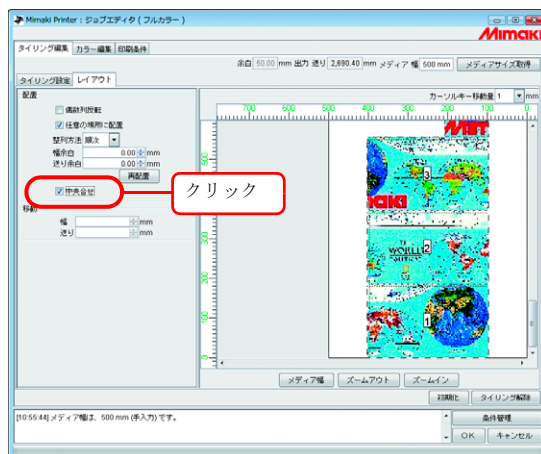 Mimaki Printer : ジョブエディタ ( フルカラー )
Mimaki
タイリング編集 カラー編集 印刷条件
余白 50.00 mm 出力 送り 2,690.40 mm メディア 幅 500 mm メディアサイズ取得
タイリング設定 レイアウト
配置
カーソルキー移動量 1 mm
偶数列反転
700 600 500 400 300 200 100 0
任意の場所に配置
整列方法 順次
幅余白 0.00 mm
送り余白 0.00 mm
再配置
中央合せ
クリック
移動
幅 mm
送り mm
3
WORLD
2
1
メディア幅 ズームアウト ズームイン
初期化 タイリング解除
[10:55:44] メディア幅は、500 mm (手入力) です。
条件管理
OK キャンセル